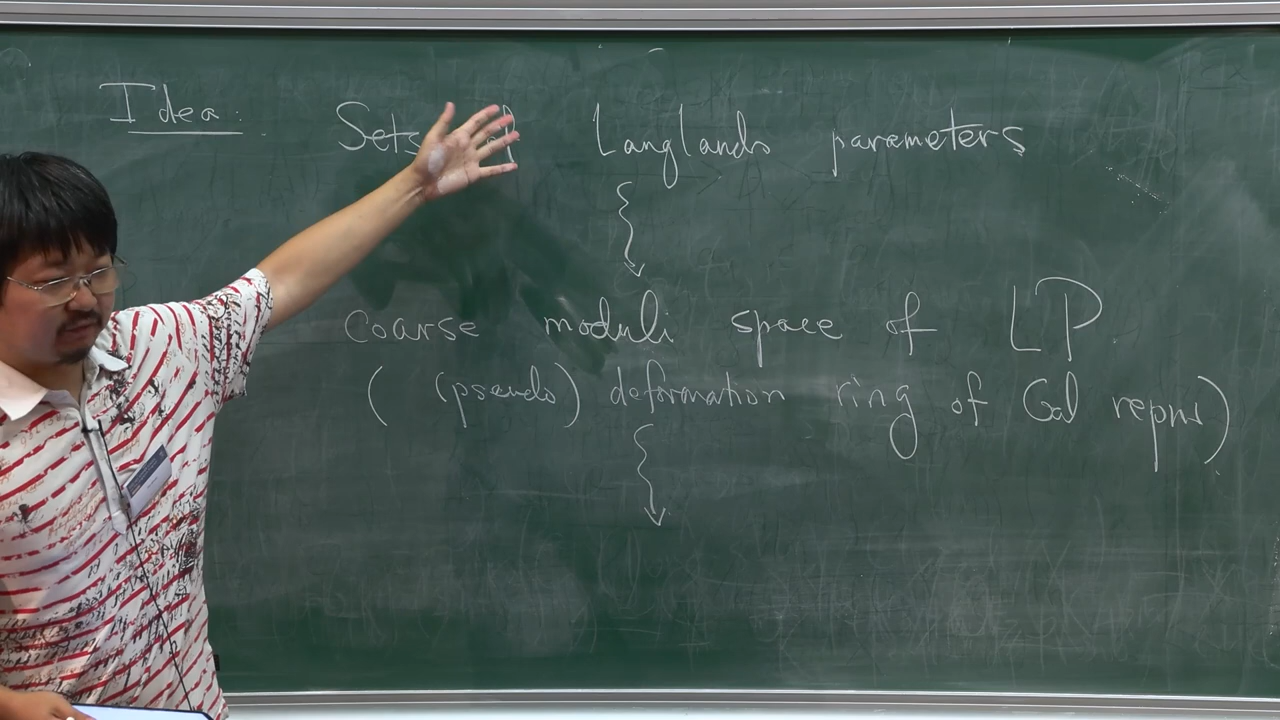 Idea: Sets of Langlands parameters
coarse moduli space of LP
( (pseudo) deformation ring of Gal repns)